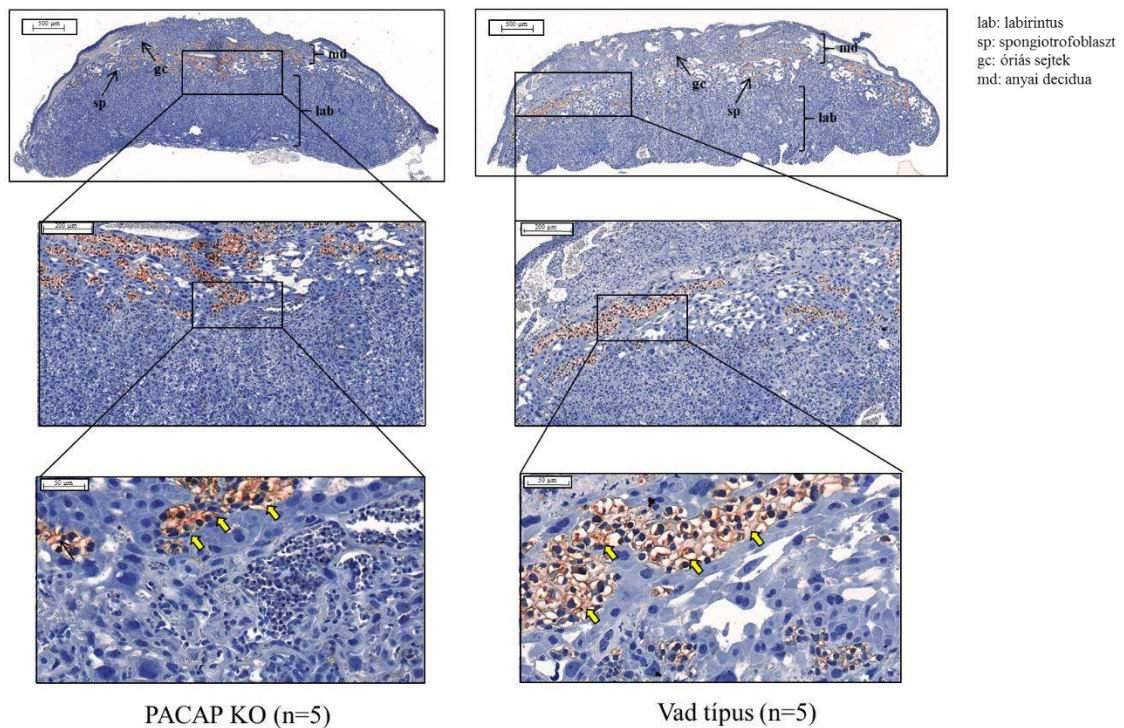 500 µm
md
gc
sp
lab
500 µm
md
gc
sp
lab
lab: labirintus
sp: spongiotrofoblaszt
gc: óriás sejtek
md: anyai decidua
200 µm
200 µm
50 µm
50 µm
PACAP KO (n=5)
Vad típus (n=5)